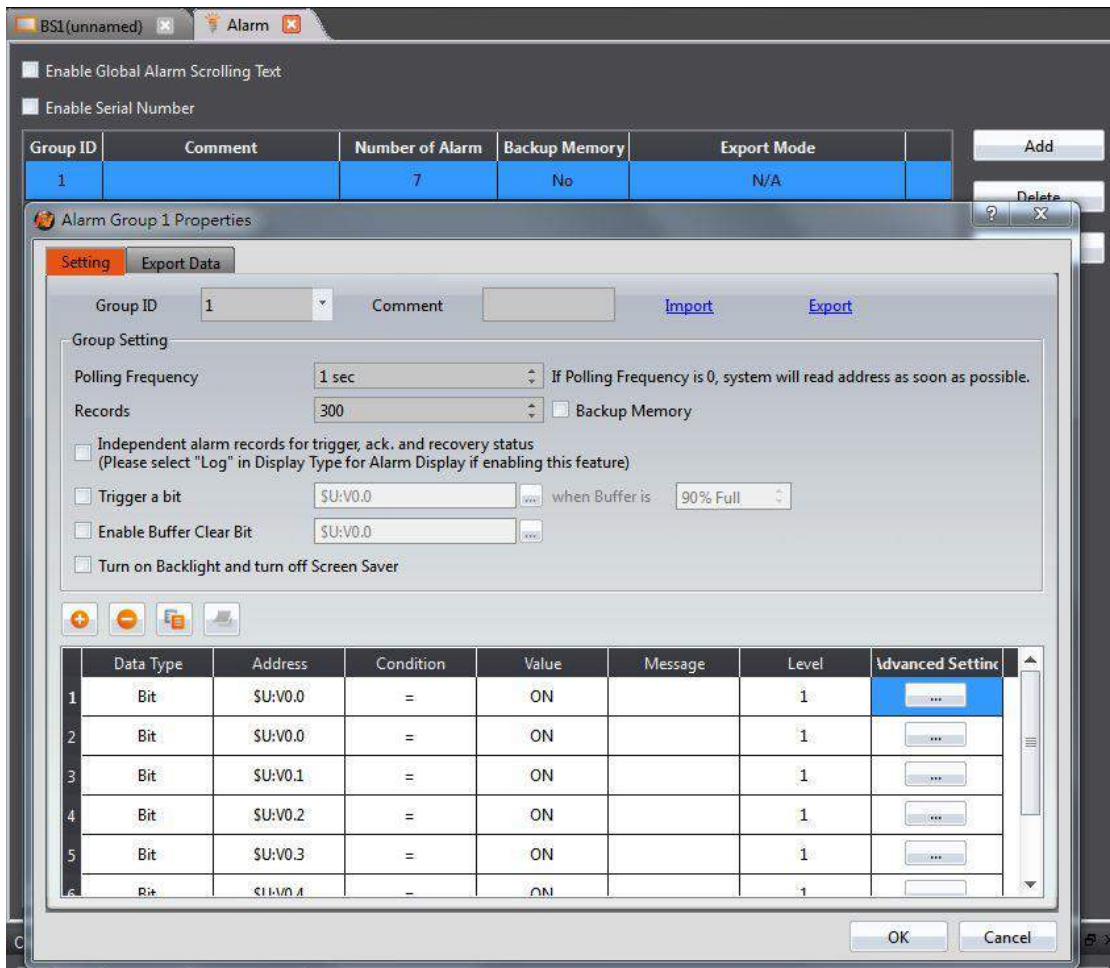 BS1(unnamed) Alarm
Enable Global Alarm Scrolling Text
Enable Serial Number
Group ID Comment Number of Alarm Backup Memory Export Mode Add
1 7 No N/A
Delete
Alarm Group 1 Properties
Setting Export Data
Group ID 1 Comment Import Export
Group Setting
Polling Frequency 1 sec If Polling Frequency is 0, system will read address as soon as possible.
Records 300 Backup Memory
Independent alarm records for trigger, ack. and recovery status
(Please select "Log" in Display Type for Alarm Display if enabling this feature)
Trigger a bit $U:V0.0 ... when Buffer is 90% Full
Enable Buffer Clear Bit $U:V0.0 ...
Turn on Backlight and turn off Screen Saver
Data Type Address Condition Value Message Level Advanced Setting
1 Bit $U:V0.0 = ON 1 ...
2 Bit $U:V0.0 = ON 1 ...
3 Bit $U:V0.1 = ON 1 ...
4 Bit $U:V0.2 = ON 1 ...
5 Bit $U:V0.3 = ON 1 ...
6 Bit $U:V0.4 = ON 1
OK Cancel